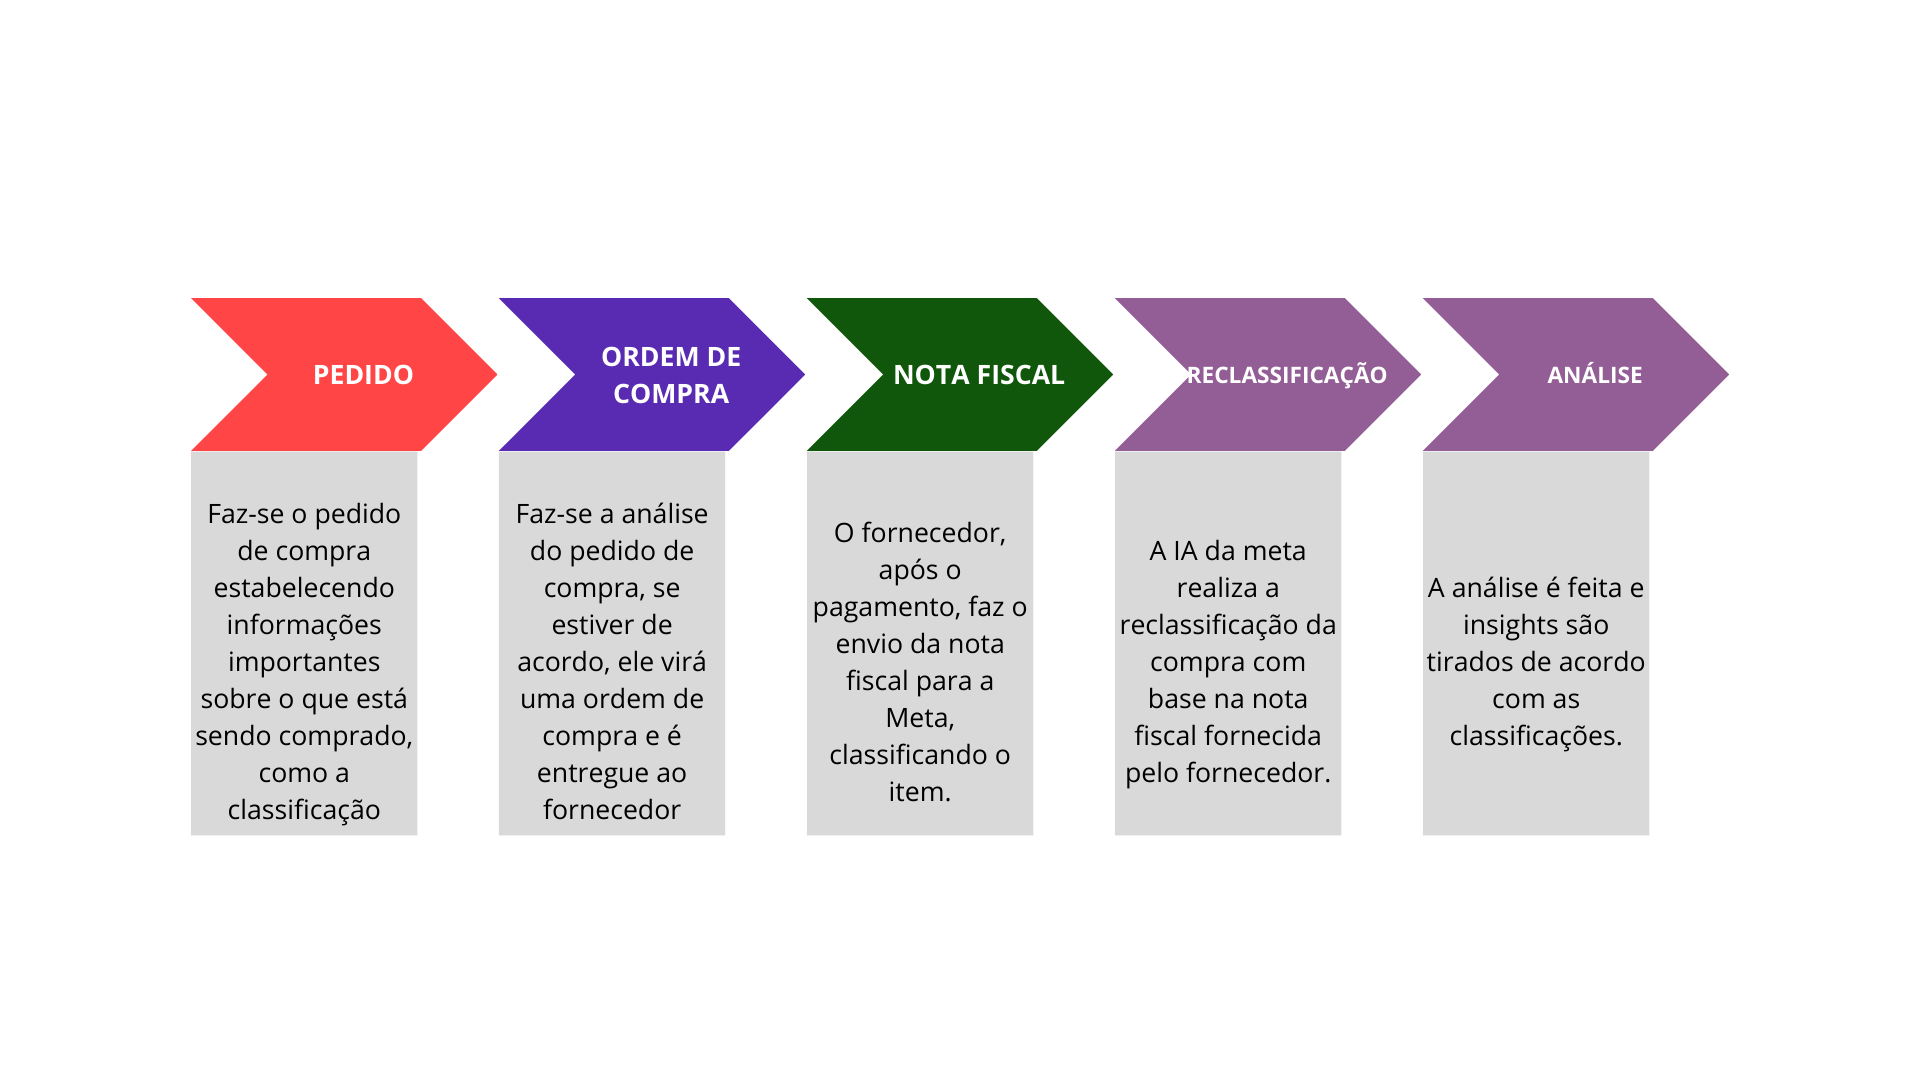 PEDIDO
ORDEM DE
COMPRA
NOTA FISCAL
RECLASSIFICAÇÃO
ANÁLISE
Faz-se o pedido
de compra
estabelecendo
informações
importantes
sobre o que está
sendo comprado,
como a
classificação
Faz-se a análise
do pedido de
compra, se
estiver de
acordo, ele virá
uma ordem de
compra e é
entregue ao
fornecedor
O fornecedor,
após o
pagamento, faz o
envio da nota
fiscal para a
Meta,
classificando o
item.
A IA da meta
realiza a
reclassificação da
compra com
base na nota
fiscal fornecida
pelo fornecedor.
A análise é feita e
insights são
tirados de acordo
com as
classificações.